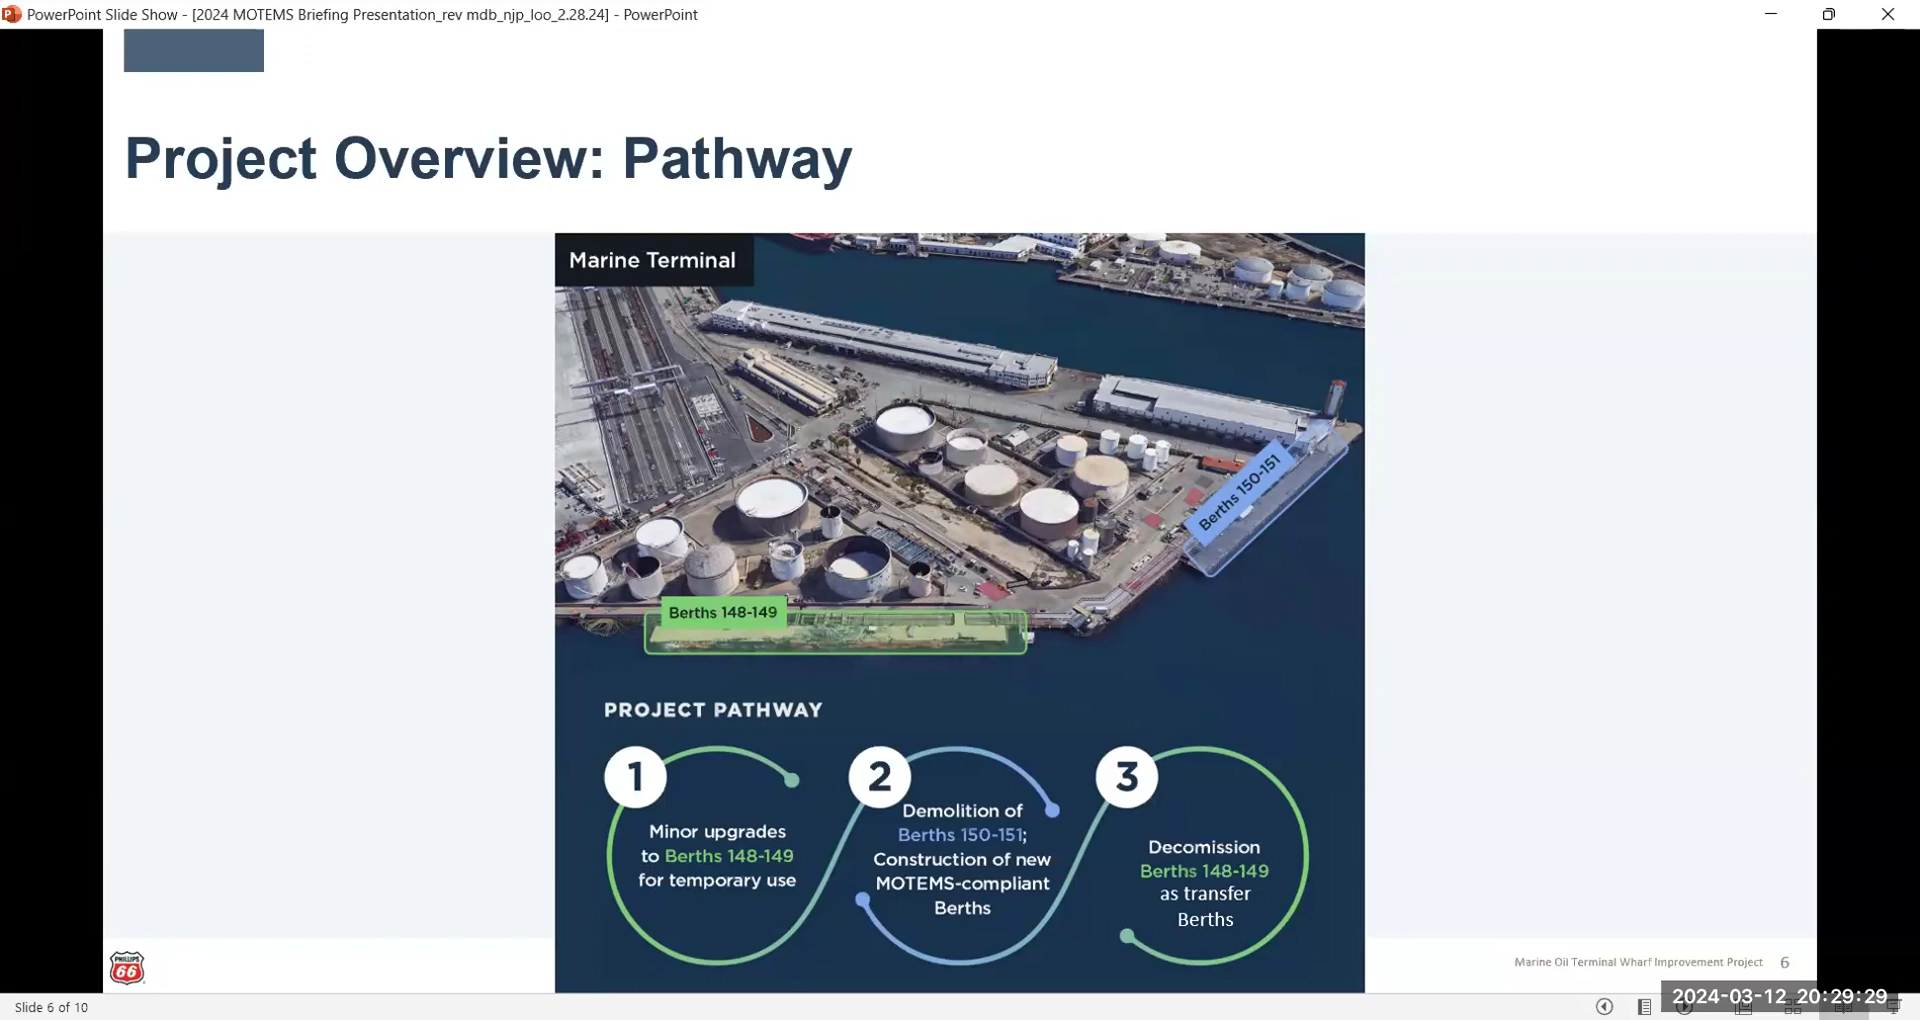 PowerPoint Slide Show - [2024 MOTEMS Briefing Presentation_rev mdb_njp_loo_2.28.24] - PowerPoint
Project Overview: Pathway
Marine Terminal
Berths 150-151
Berths 148-149
PROJECT PATHWAY
1
Minor upgrades
to Berths 148-149
for temporary use
2
Demolition of
Berths 150-151;
Construction of new
MOTEMS-compliant
Berths
3
Decomission
Berths 148-149
as transfer
Berths
PHILLIPS
66
Marine Oil Terminal Wharf Improvement Project 6
Slide 6 of 10
2024-03-12 20:29:29